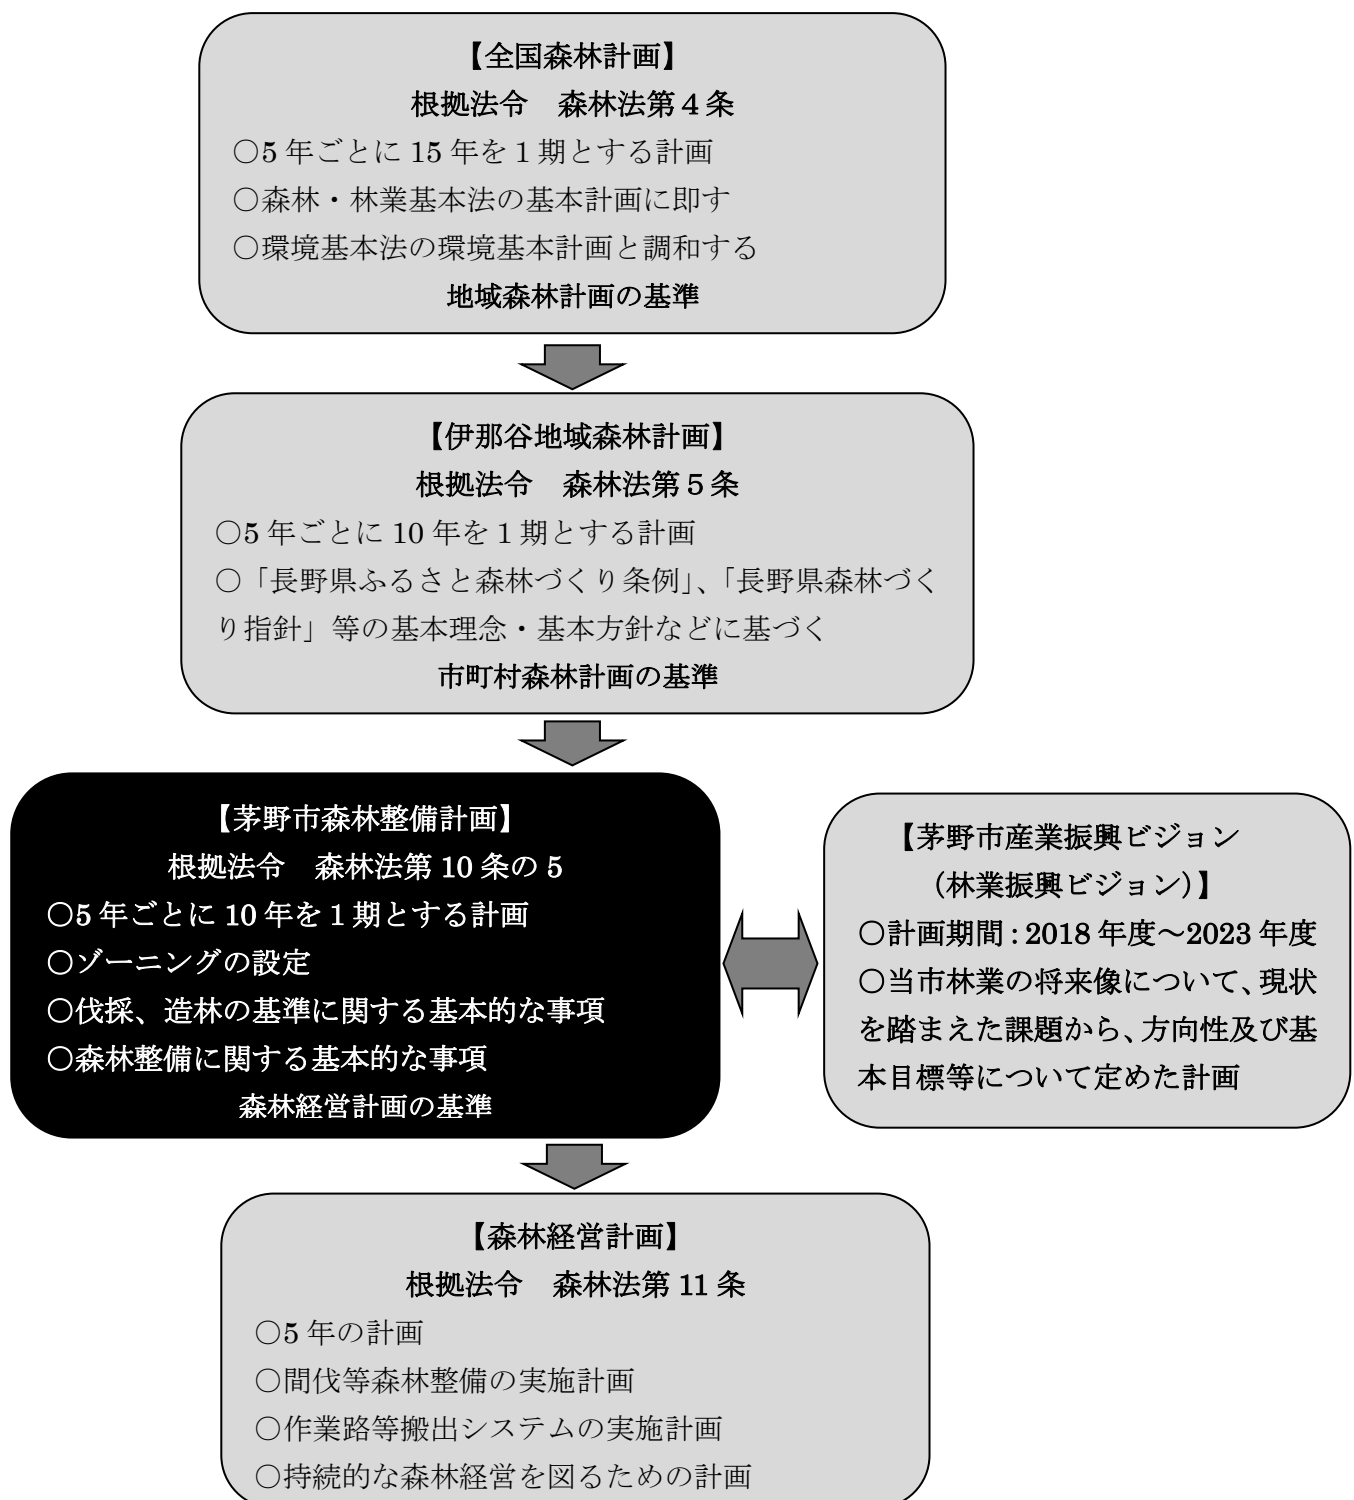 【全国森林計画】
根拠法令　森林法第４条
○5 年ごとに 15 年を１期とする計画
○森林・林業基本法の基本計画に即す
○環境基本法の環境基本計画と調和する
地域森林計画の基準
【伊那谷地域森林計画】
根拠法令　森林法第５条
○5 年ごとに 10 年を１期とする計画
○「長野県ふるさと森林づくり条例」、「長野県森林づく
り指針」等の基本理念・基本方針などに基づく
市町村森林計画の基準
【茅野市森林整備計画】
根拠法令　森林法第 10 条の 5
○5 年ごとに 10 年を１期とする計画
○ゾーニングの設定
○伐採、造林の基準に関する基本的な事項
○森林整備に関する基本的な事項
森林経営計画の基準
【茅野市産業振興ビジョン
（林業振興ビジョン）】
○計画期間：2018 年度～2023 年度
○当市林業の将来像について、現状
を踏まえた課題から、方向性及び基
本目標等について定めた計画
【森林経営計画】
根拠法令　森林法第 11 条
○5 年の計画
○間伐等森林整備の実施計画
○作業路等搬出システムの実施計画
○持続的な森林経営を図るための計画